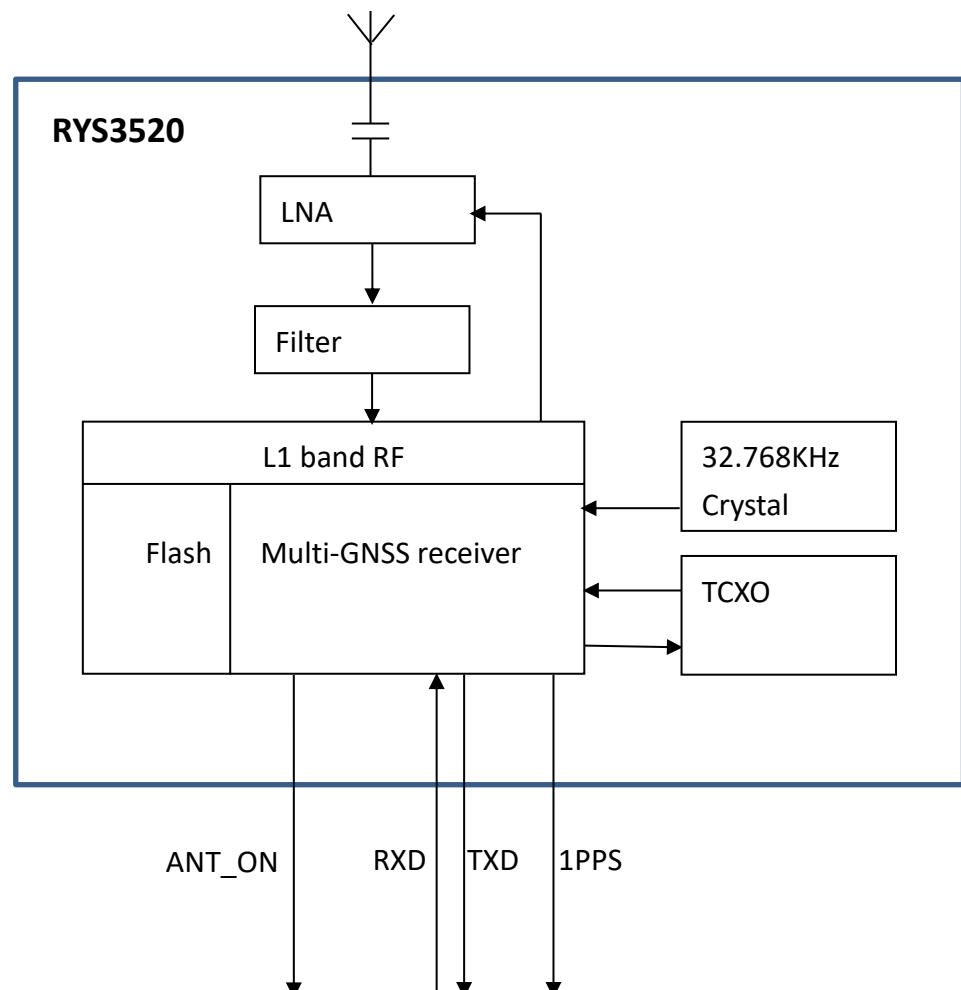 RYS3520
LNA
Filter
L1 band RF
32.768KHz
Crystal
Flash
Multi-GNSS receiver
TCXO
ANT_ON
RXD
TXD
1PPS